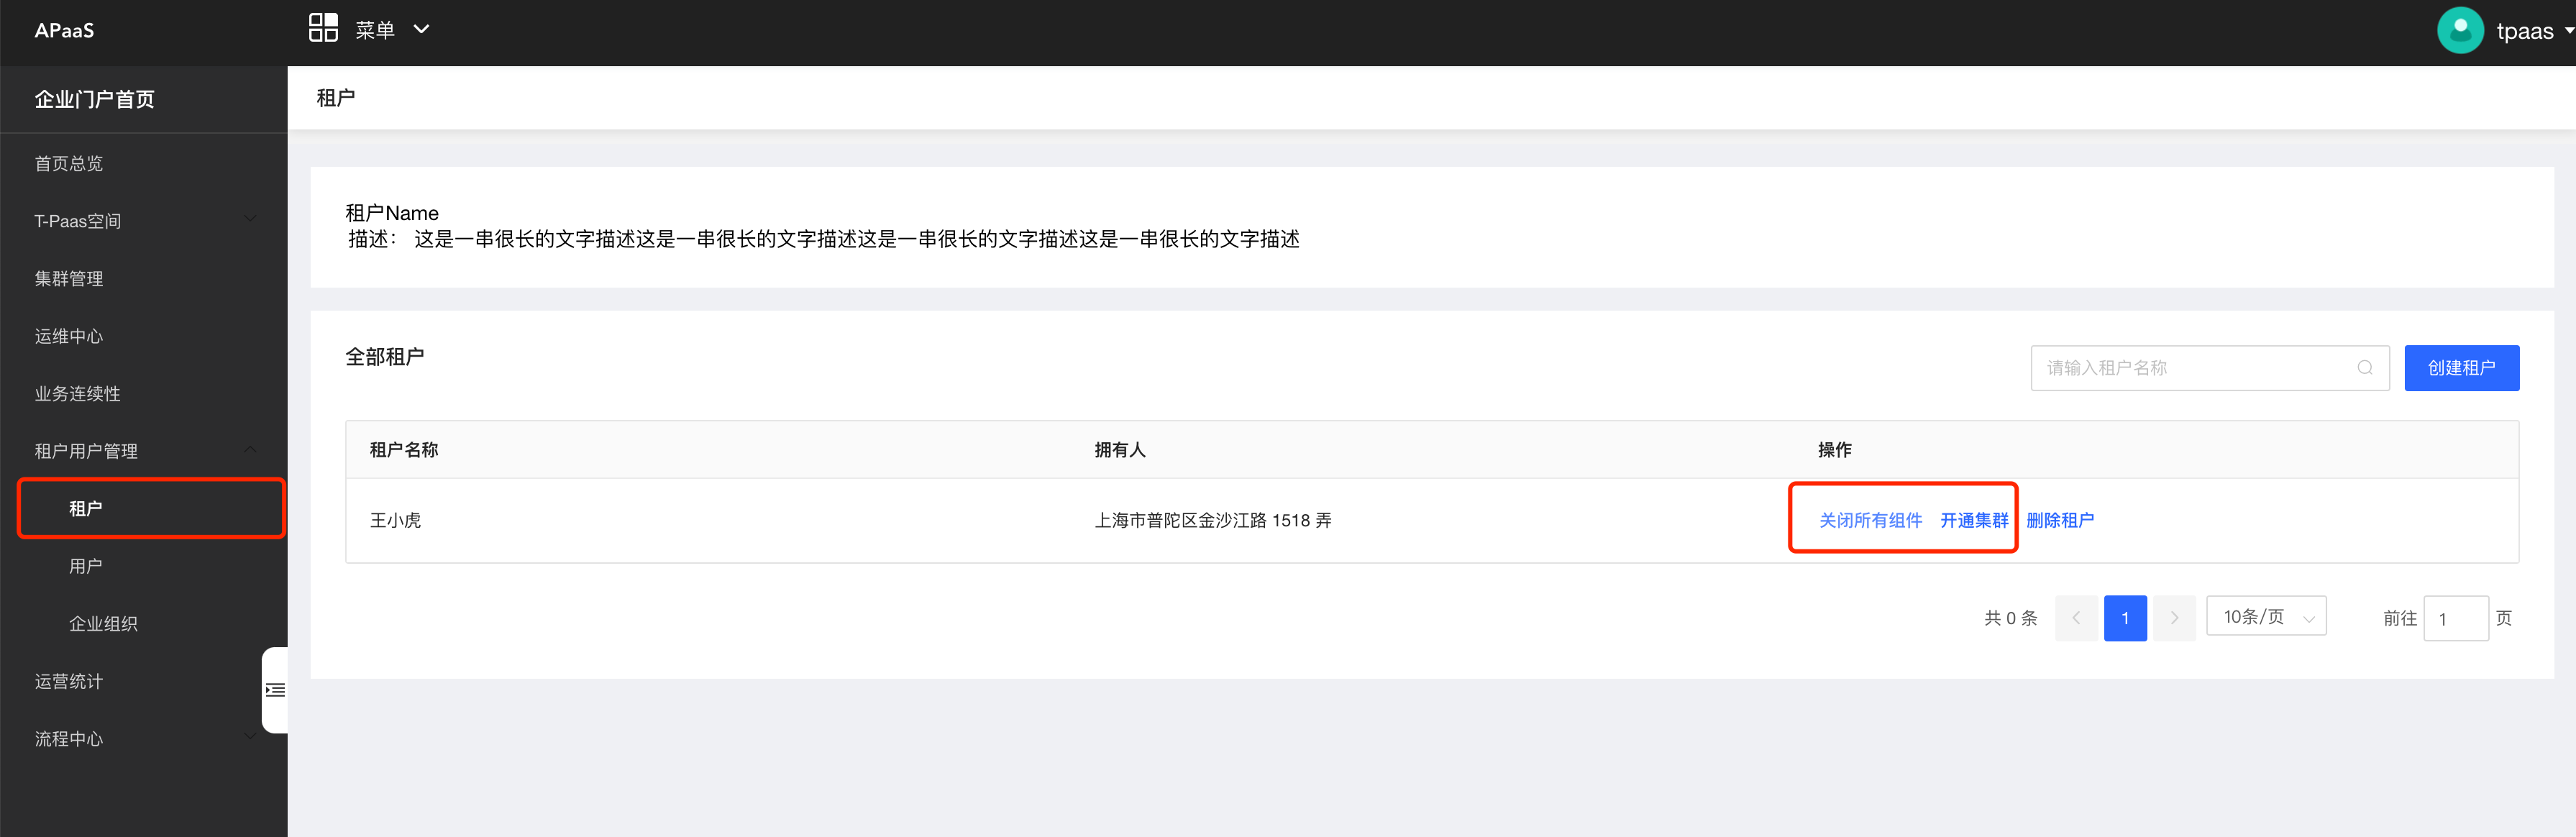 APaaS
菜单
tpaas
企业门户首页
租户
首页总览
T-Paas空间
集群管理
运维中心
业务连续性
租户用户管理
租户
用户
企业组织
运营统计
流程中心
租户Name
描述： 这是一串很长的文字描述这是一串很长的文字描述这是一串很长的文字描述这是一串很长的文字描述
全部租户
请输入租户名称
创建租户
租户名称 拥有人 操作
王小虎 上海市普陀区金沙江路 1518 弄 关闭所有组件 开通集群 删除租户
共 0 条 1 10条/页 前往 1 页